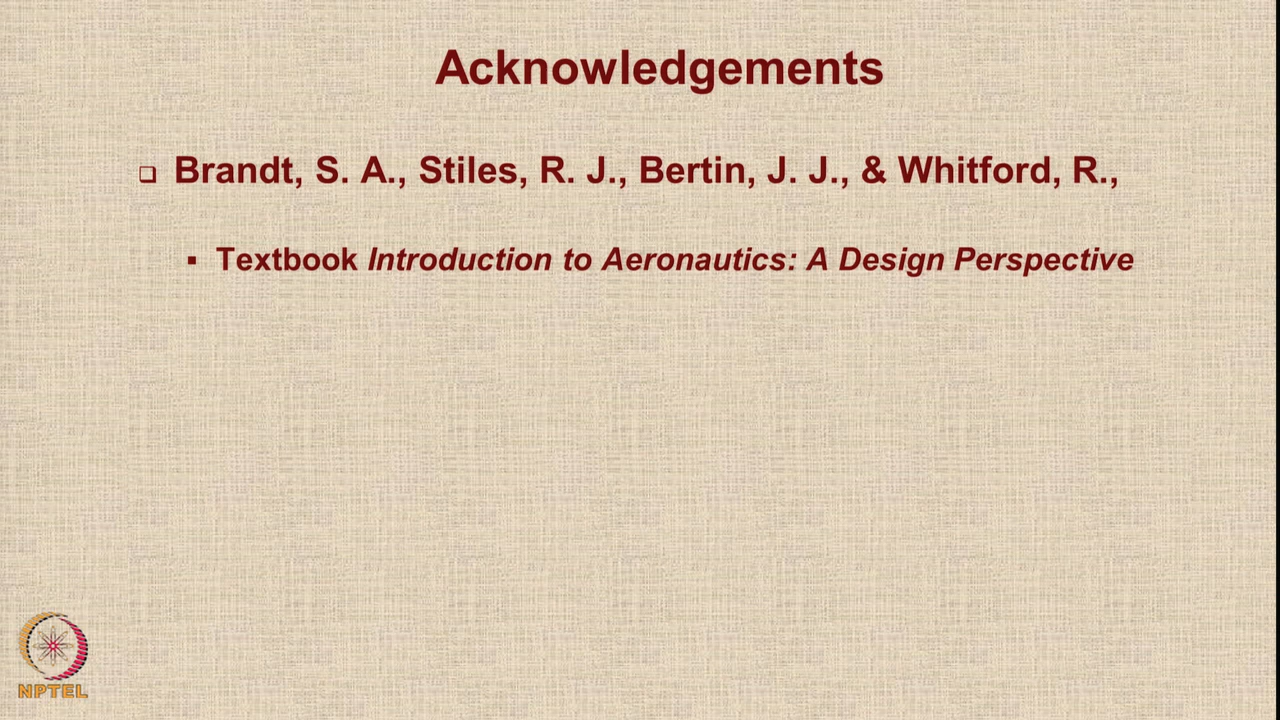 Acknowledgements
❑ Brandt, S. A., Stiles, R. J., Bertin, J. J., & Whitford, R.,
▪ Textbook Introduction to Aeronautics: A Design Perspective
NPTEL